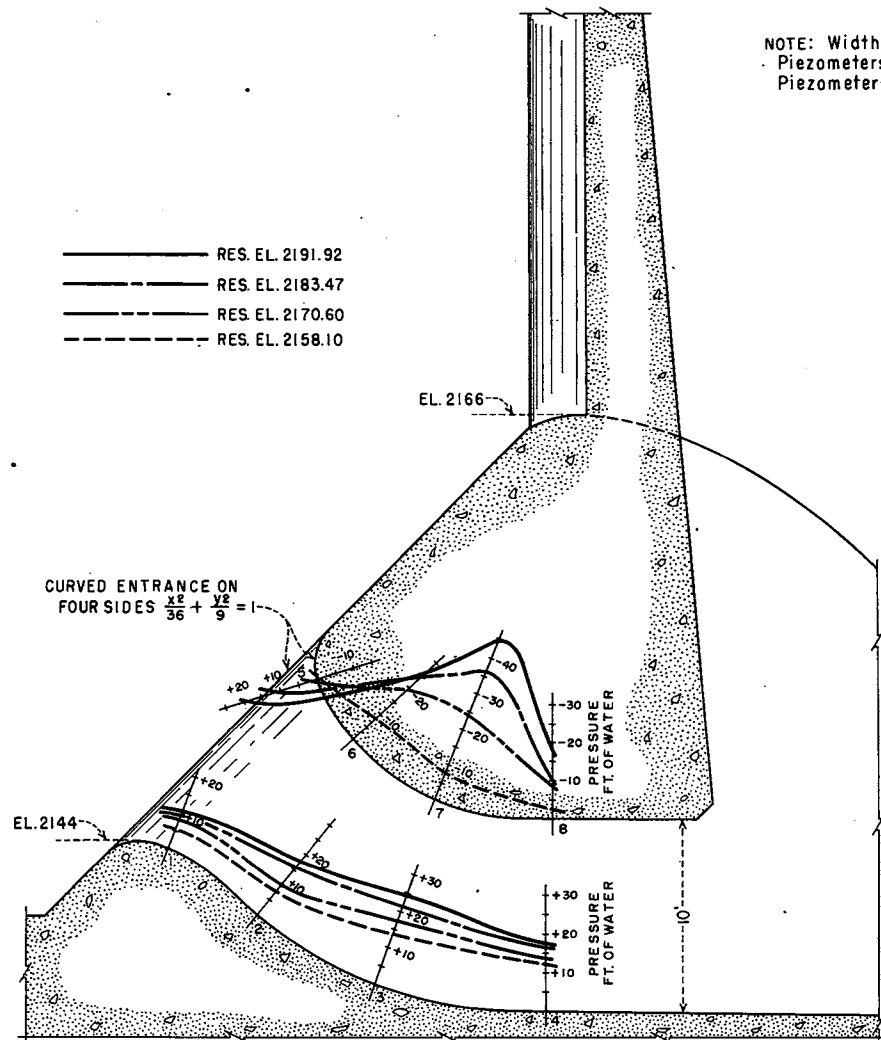 NOTE: Width
Piezometers
Piezometer
RES. EL. 2191.92
RES. EL. 2183.47
RES. EL. 2170.60
RES. EL. 2158.10
EL. 2166
CURVED ENTRANCE ON
FOUR SIDES x²/36 + y²/9 = 1
+20
+10
5
-10
-20
-10
6
-40
-30
-20
-10
7
-30
-20
-10
PRESSURE
FT. OF WATER
8
EL. 2144
+20
+10
1
+20
+10
2
+30
+20
+10
3
+30
+20
+10
PRESSURE
FT. OF WATER
4
10'